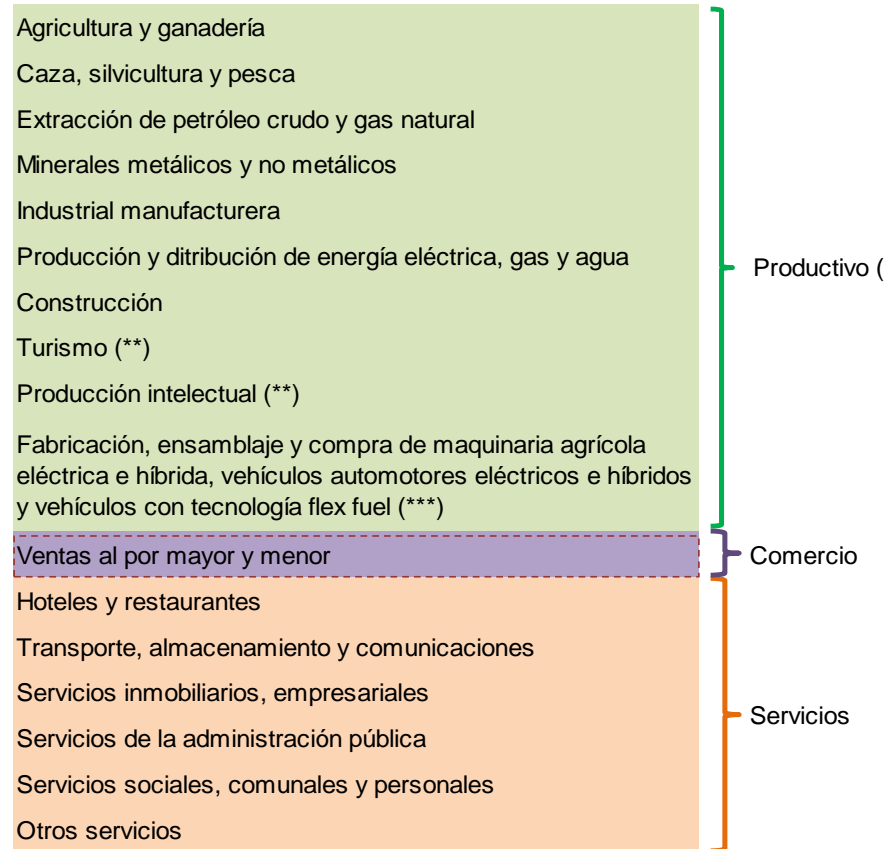 Agricultura y ganadería
Caza, silvicultura y pesca
Extracción de petróleo crudo y gas natural
Minerales metálicos y no metálicos
Industrial manufacturera
Producción y ditribución de energía eléctrica, gas y agua
Construcción
Turismo (**)
Producción intelectual (**)
Fabricación, ensamblaje y compra de maquinaria agrícola
eléctrica e híbrida, vehículos automotores eléctricos e híbridos
y vehículos con tecnología flex fuel (***)
Productivo (
Ventas al por mayor y menor
Comercio
Hoteles y restaurantes
Transporte, almacenamiento y comunicaciones
Servicios inmobiliarios, empresariales
Servicios de la administración pública
Servicios sociales, comunales y personales
Otros servicios
Servicios